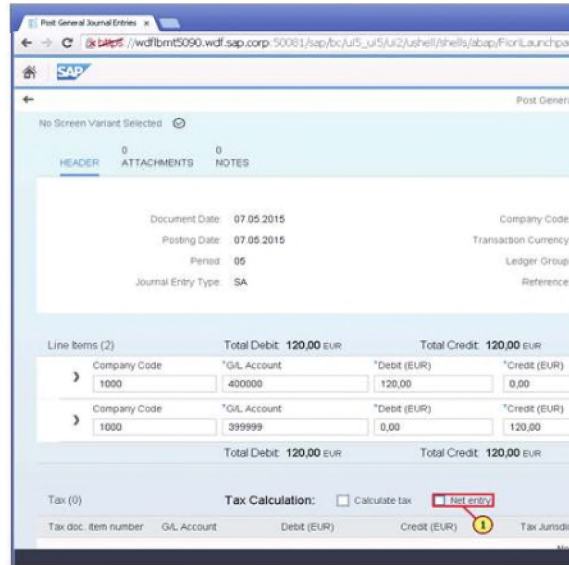 Post General Journal Entries ×
https://wdflbmt5090.wdf.sap.corp:50081/sap/bc/ui5_ui5/ui2/ushell/shells/abap/FioriLaunchpa
SAP
Post Gener
No Screen Variant Selected
0 0
HEADER ATTACHMENTS NOTES
Document Date: 07.05.2015 Company Code:
Posting Date: 07.05.2015 Transaction Currency:
Period: 05 Ledger Group:
Journal Entry Type: SA Reference:
Line Items (2) Total Debit: 120,00 EUR Total Credit: 120,00 EUR
Company Code *G/L Account *Debit (EUR) *Credit (EUR)
1000 400000 120,00 0,00
Company Code *G/L Account *Debit (EUR) *Credit (EUR)
1000 399999 0,00 120,00
Total Debit: 120,00 EUR Total Credit: 120,00 EUR
Tax (0) Tax Calculation: Calculate tax Net entry
1
Tax doc. item number G/L Account Debit (EUR) Credit (EUR) Tax Jurisdi